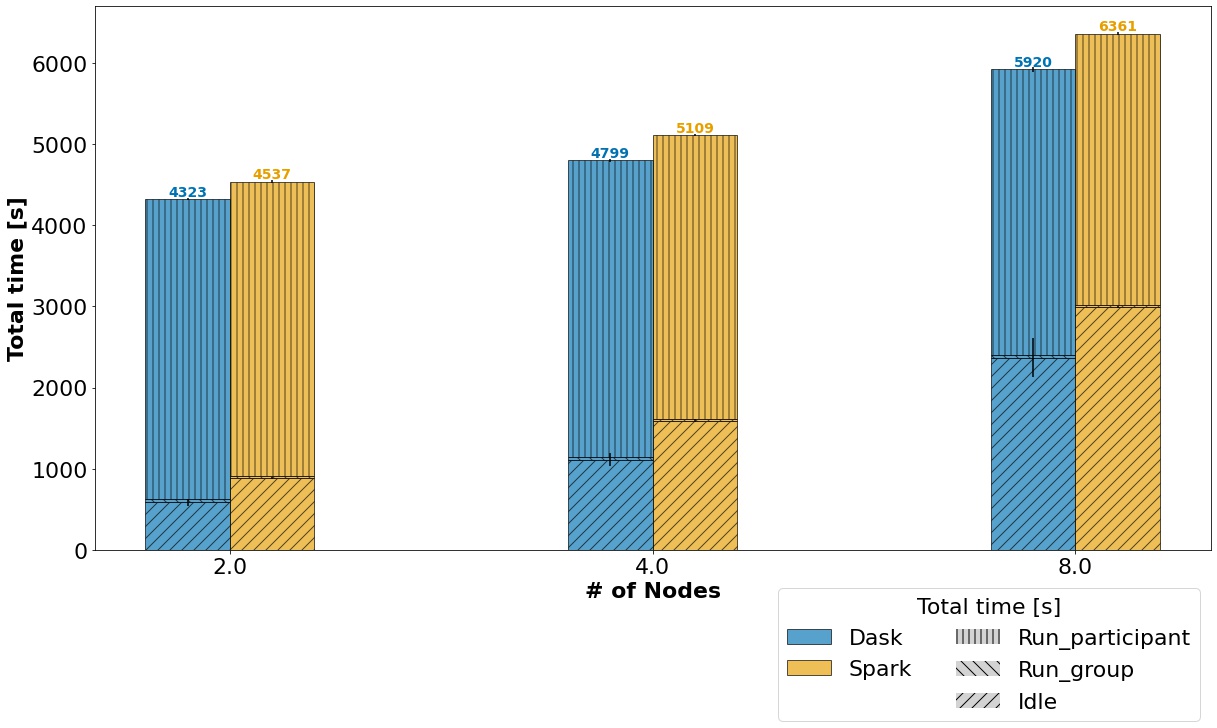 6361
5920
6000
5109
5000
4799
4537
4323
4000
Total time [s]
3000
2000
1000
0
2.0 4.0 8.0
# of Nodes
Total time [s]
Dask Run_participant
Spark Run_group
Idle